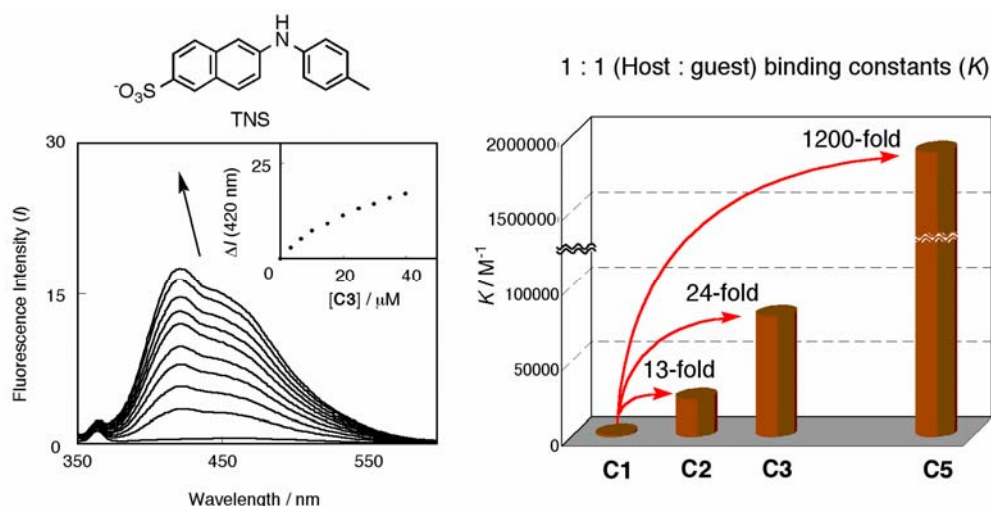 H
N
⁻O₃S
TNS
30
15
0
350
450
550
Fluorescence Intensity (I)
Wavelength / nm
25
0
0
20
40
ΔI (420 nm)
[C3] / μM
1 : 1 (Host : guest) binding constants (K)
2000000
1500000
100000
50000
0
K / M⁻¹
1200-fold
24-fold
13-fold
C1
C2
C3
C5